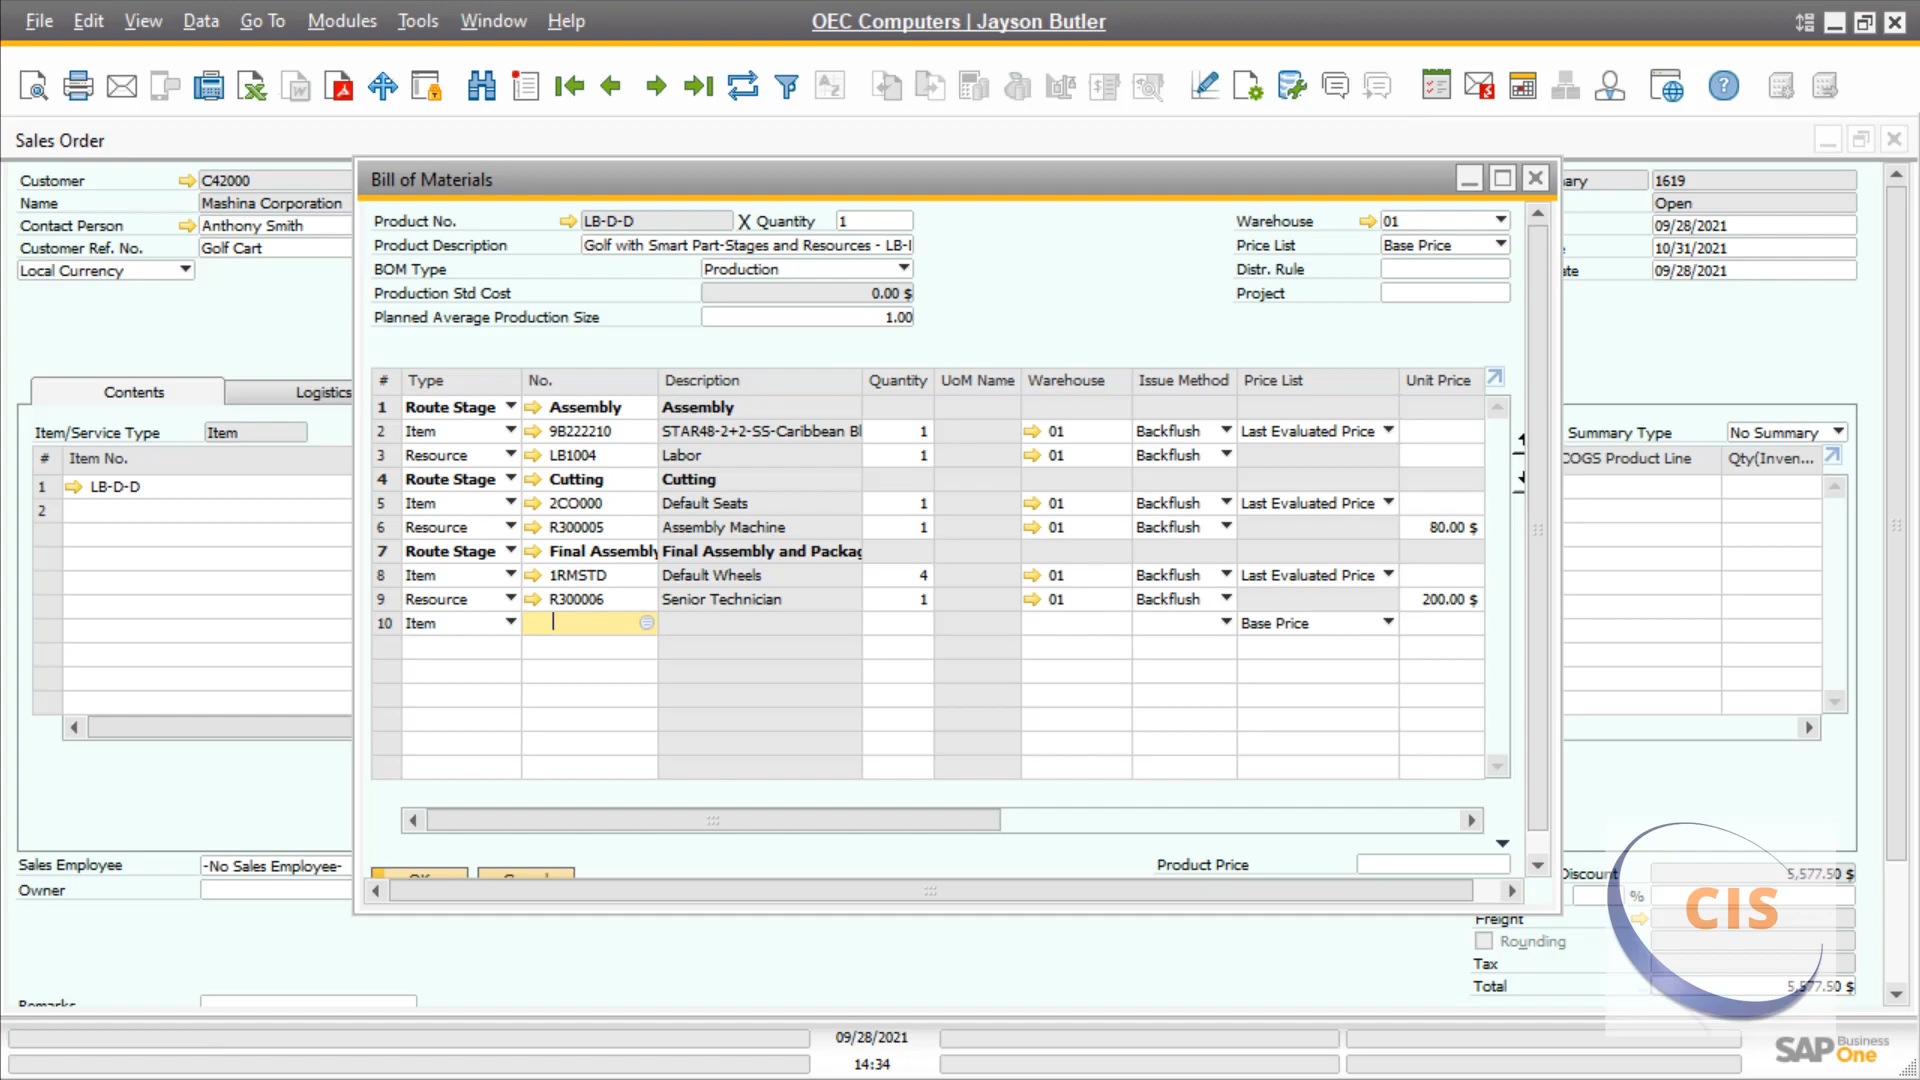 File Edit View Data Go To Modules Tools Window Help OEC Computers | Jayson Butler
Sales Order
Customer C42000
Name Mashina Corporation
Contact Person Anthony Smith
Customer Ref. No. Golf Cart
Local Currency
1619
Open
09/28/2021
10/31/2021
09/28/2021
Bill of Materials
Product No. LB-D-D X Quantity 1 Warehouse 01
Product Description Golf with Smart Part-Stages and Resources - Price List Base Price
BOM Type Production Distr. Rule
Production Std Cost 0.00 $ Project
Planned Average Production Size 1.00
# Type No. Description Quantity UoM Name Warehouse Issue Method Price List Unit Price
1 Route Stage Assembly Assembly
2 Item 9B222210 STAR48-2+2-SS-Caribbean 1 01 Backflush Last Evaluated Price
3 Resource LB1004 Labor 1 01 Backflush
4 Route Stage Cutting Cutting
5 Item 2CO000 Default Seats 1 01 Backflush Last Evaluated Price
6 Resource R300005 Assembly Machine 1 01 Backflush 80.00 $
7 Route Stage Final Assembly Final Assembly and Packag
8 Item 1RMSTD Default Wheels 4 01 Backflush Last Evaluated Price
9 Resource R300006 Senior Technician 1 01 Backflush 200.00 $
10 Item Base Price
Product Price
Contents Logistics
Item/Service Type Item
# Item No.
1 LB-D-D
2
Summary Type No Summary
COGS Product Line Qty(Inven...
Sales Employee -No Sales Employee-
Owner
Remarks
Discount 5,577.50 $
%
Freight
Rounding
Tax
Total 5,577.50 $
CIS
09/28/2021
14:34
SAP Business One